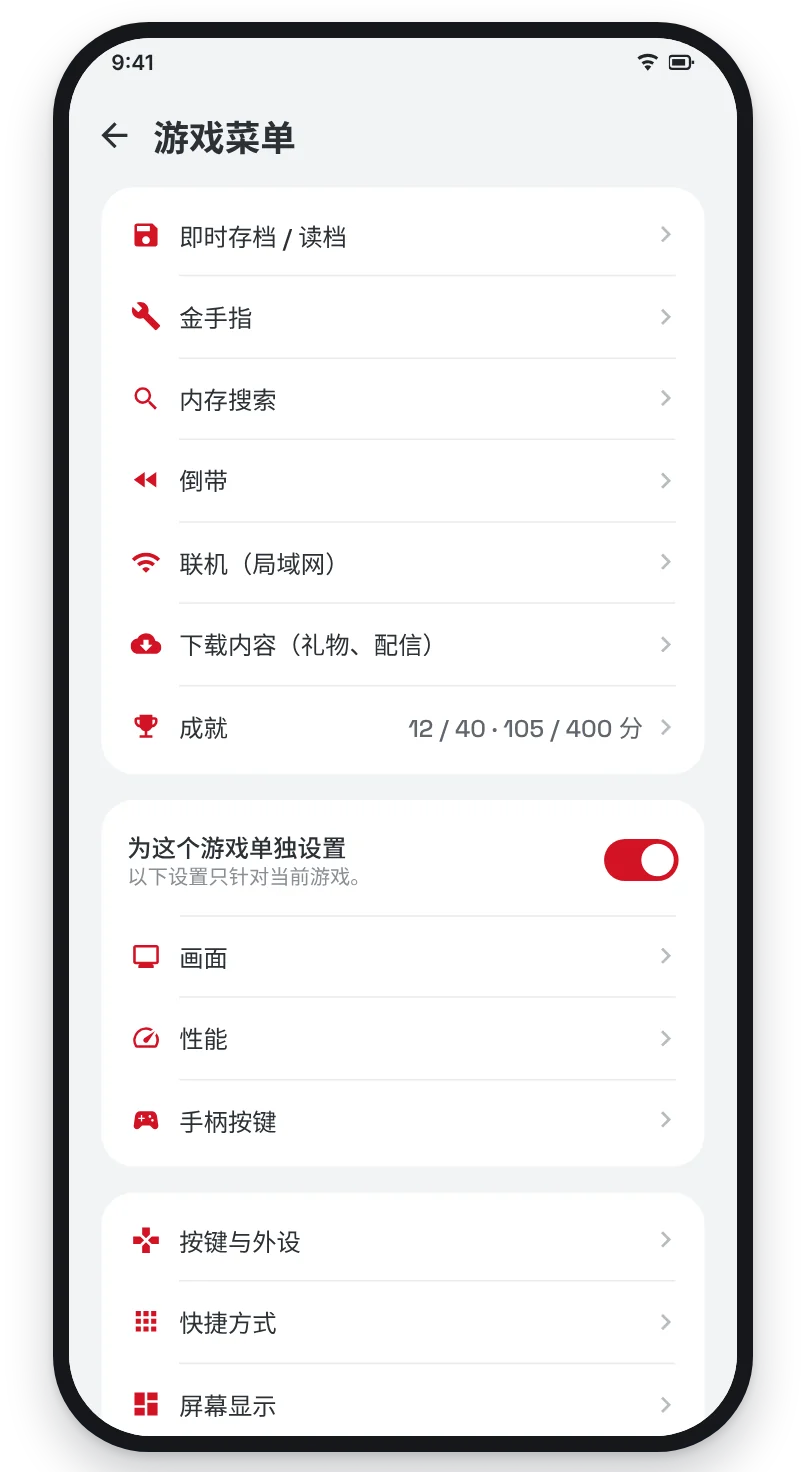 9:41
游戏菜单
即时存档 / 读档
金手指
内存搜索
倒带
联机（局域网）
下载内容（礼物、配信）
成就 12 / 40 · 105 / 400 分
为这个游戏单独设置
以下设置只针对当前游戏。
画面
性能
手柄按键
按键与外设
快捷方式
屏幕显示